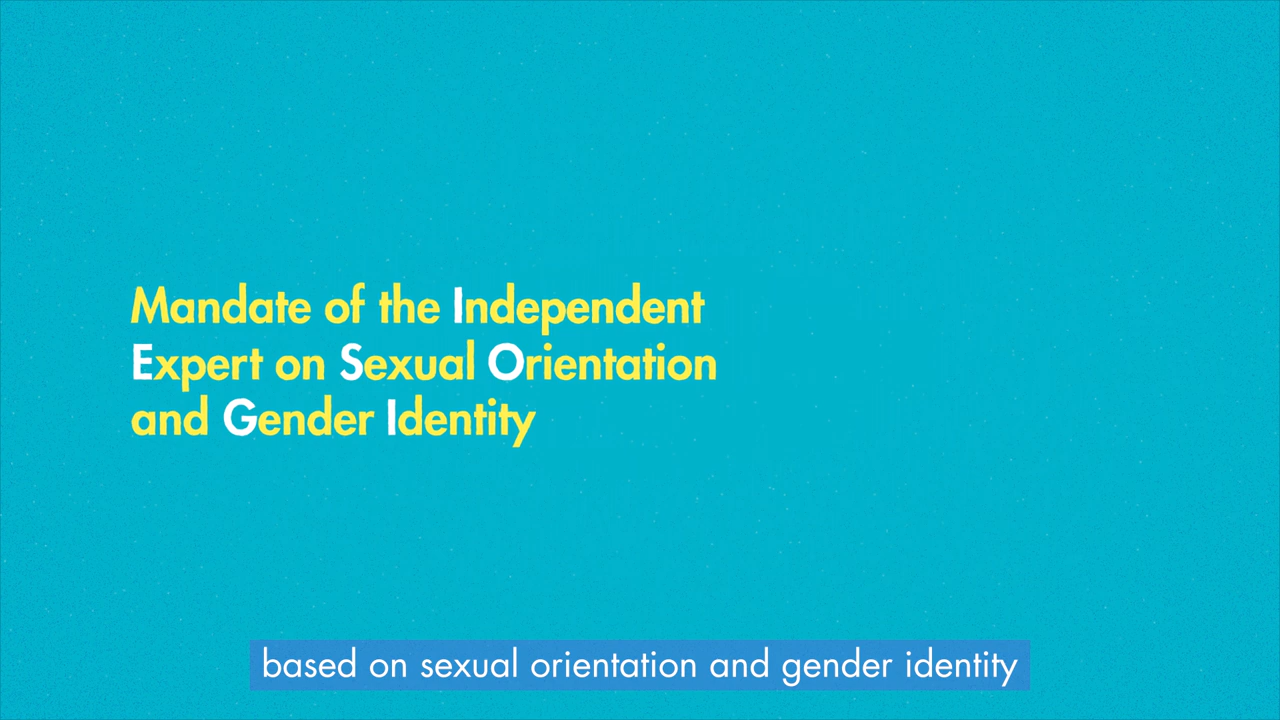 Mandate of the Independent
Expert on Sexual Orientation
and Gender Identity
based on sexual orientation and gender identity